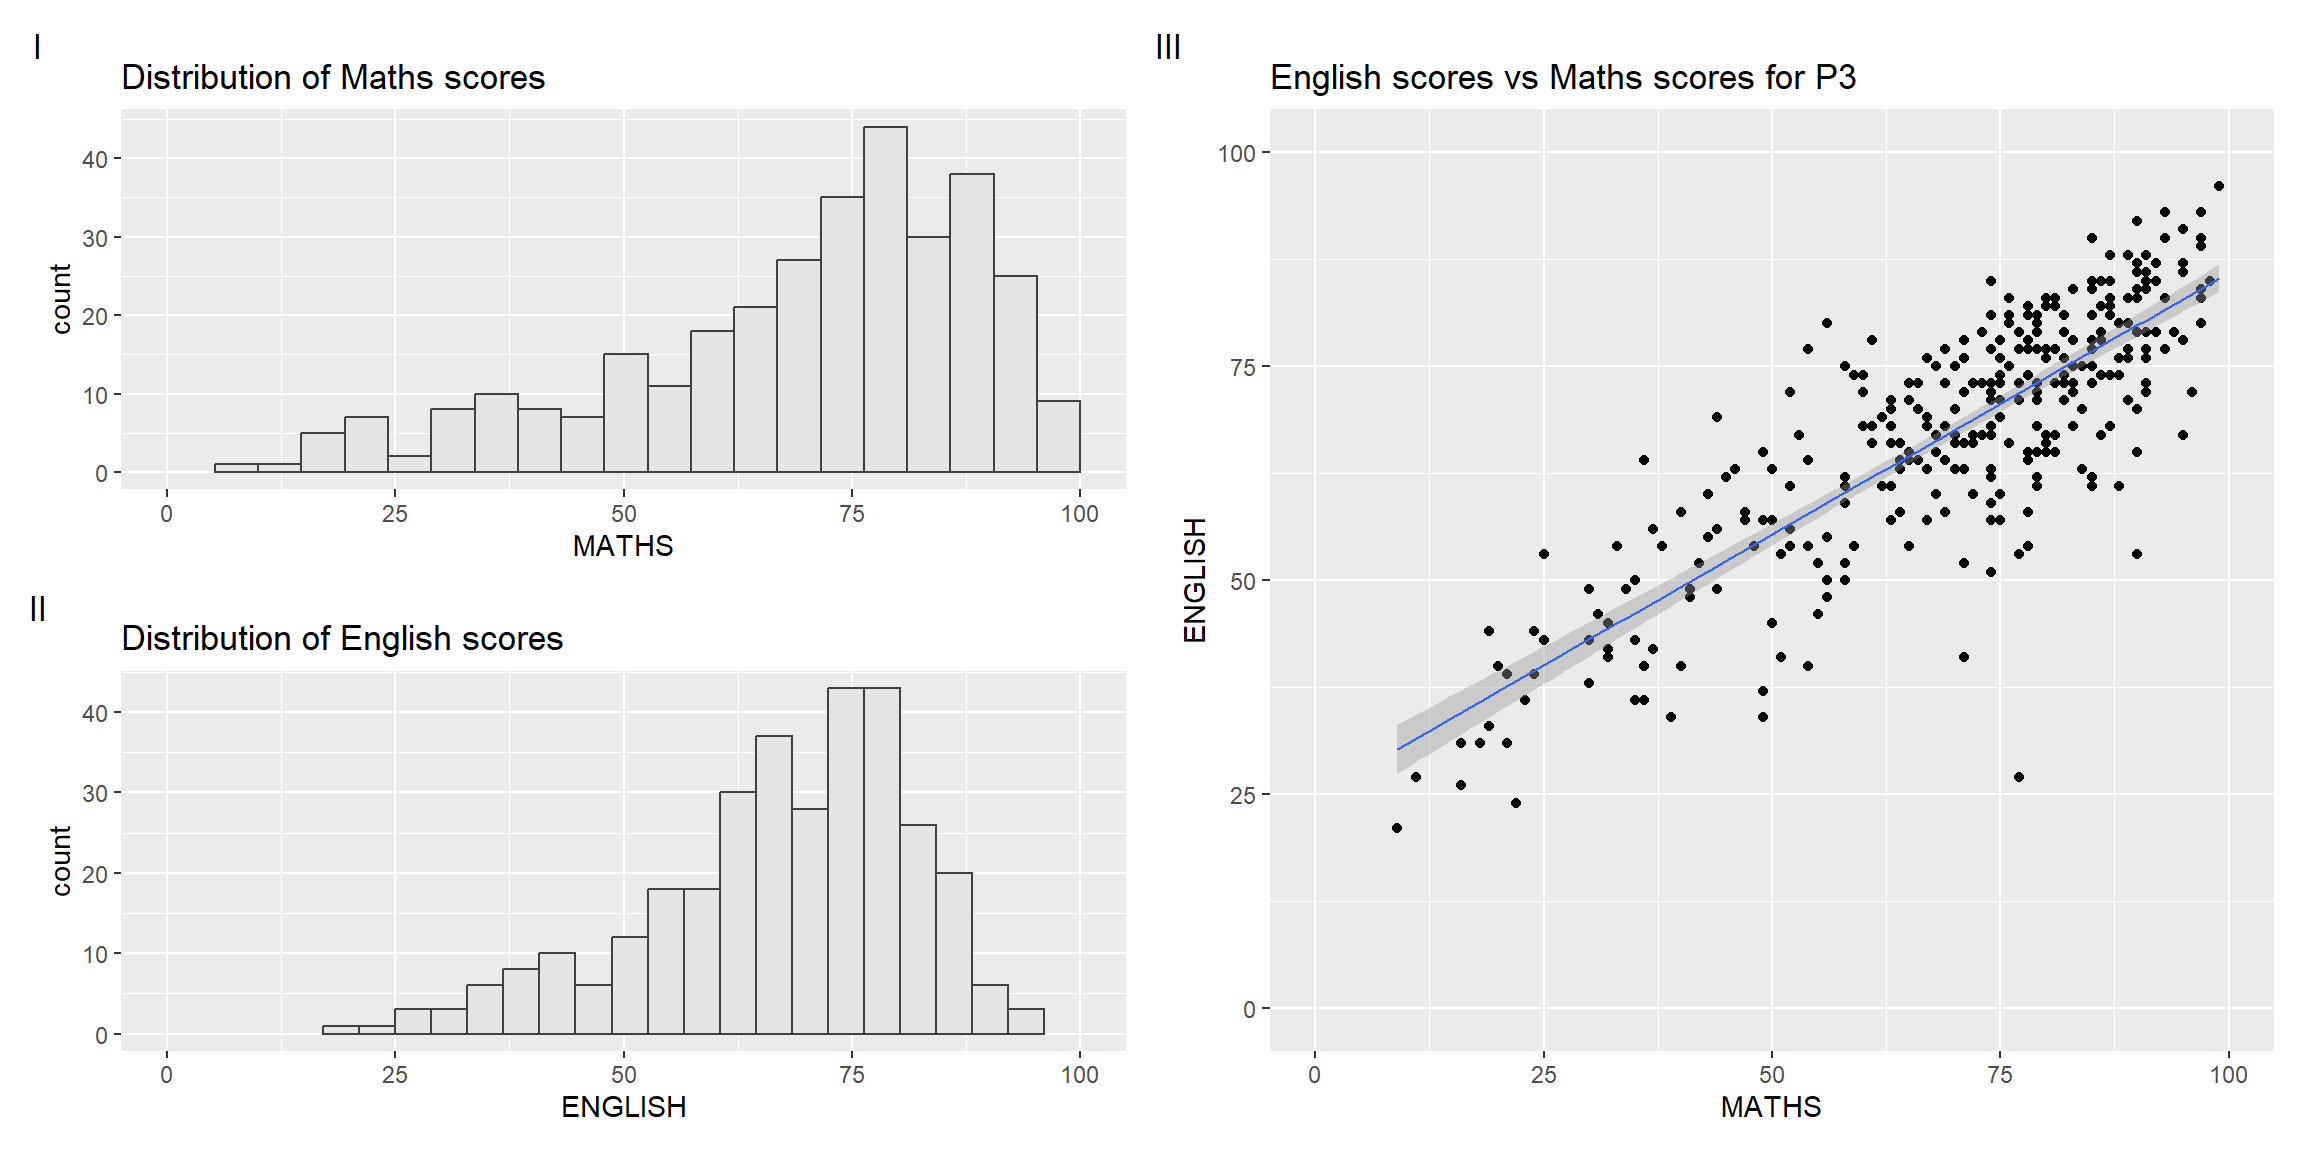 I
Distribution of Maths scores
40
30
20
10
0
count
0 25 50 75 100
MATHS
II
Distribution of English scores
40
30
20
10
0
count
0 25 50 75 100
ENGLISH
III
English scores vs Maths scores for P3
100
75
50
25
0
ENGLISH
0 25 50 75 100
MATHS